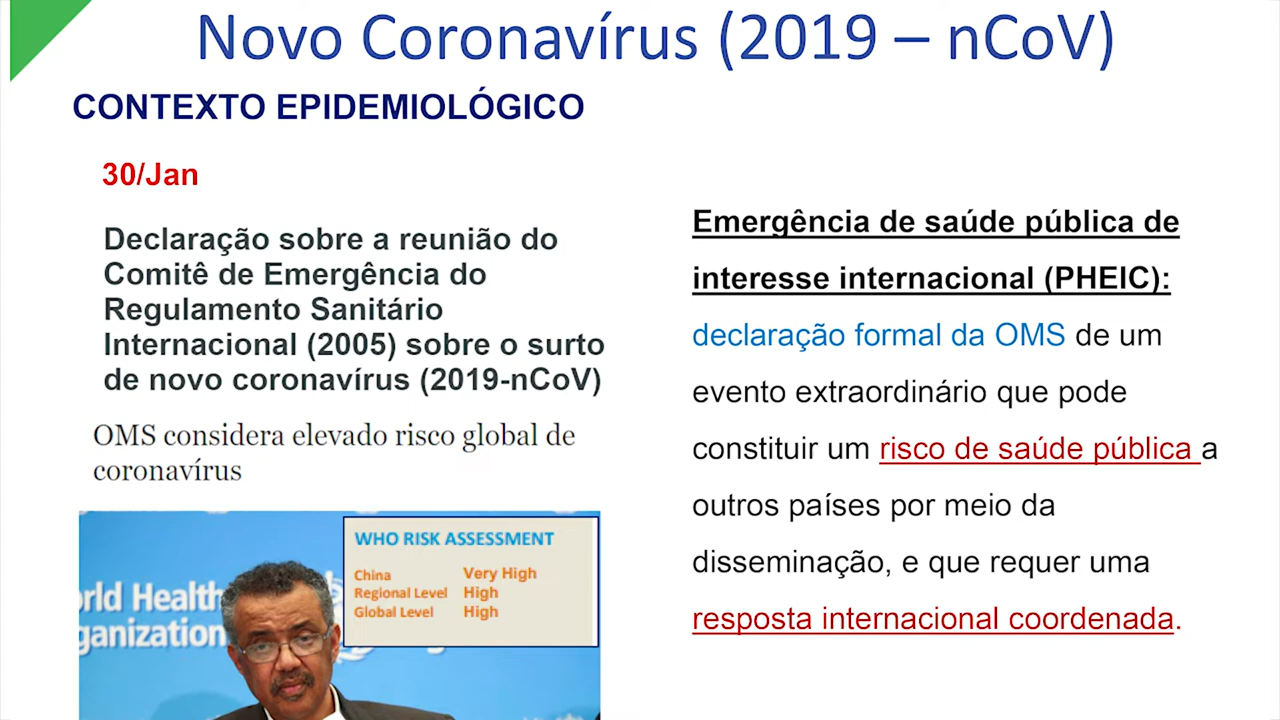 Novo Coronavírus (2019 – nCoV)
CONTEXTO EPIDEMIOLÓGICO
30/Jan
Declaração sobre a reunião do
Comitê de Emergência do
Regulamento Sanitário
Internacional (2005) sobre o surto
de novo coronavírus (2019-nCoV)
OMS considera elevado risco global de
coronavírus
WHO RISK ASSESSMENT
China Very High
Regional Level High
Global Level High
rld Health
rganization
Emergência de saúde pública de
interesse internacional (PHEIC):
declaração formal da OMS de um
evento extraordinário que pode
constituir um risco de saúde pública a
outros países por meio da
disseminação, e que requer uma
resposta internacional coordenada.